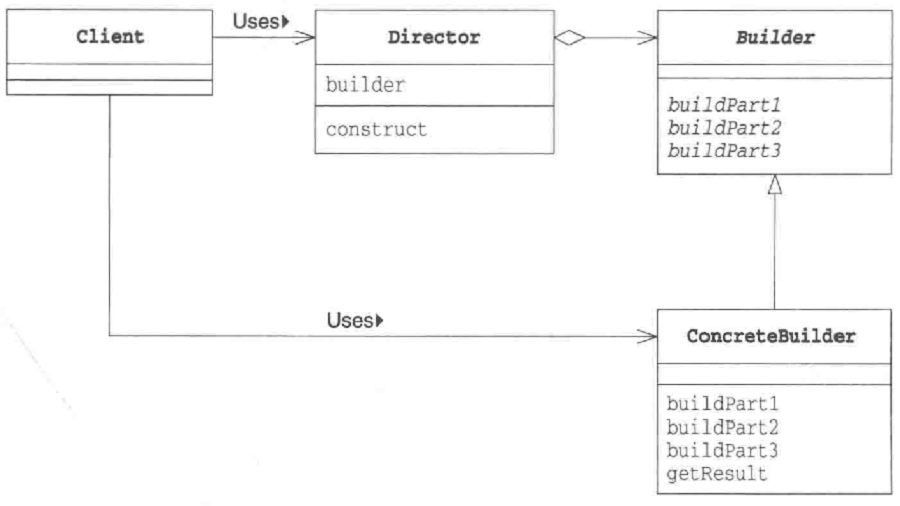 Client
Uses▶
Director
builder
construct
Builder
buildPart1
buildPart2
buildPart3
Uses▶
ConcreteBuilder
buildPart1
buildPart2
buildPart3
getResult